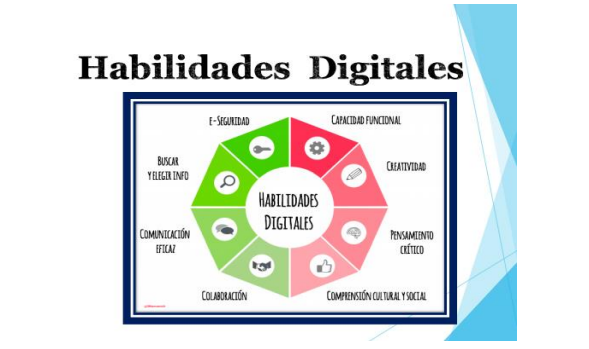 Habilidades Digitales
e-Seguridad
Capacidad funcional
Buscar
y elegir info
Creatividad
Habilidades
Digitales
Comunicación
eficaz
Pensamiento
crítico
Colaboración
Comprensión cultural y social